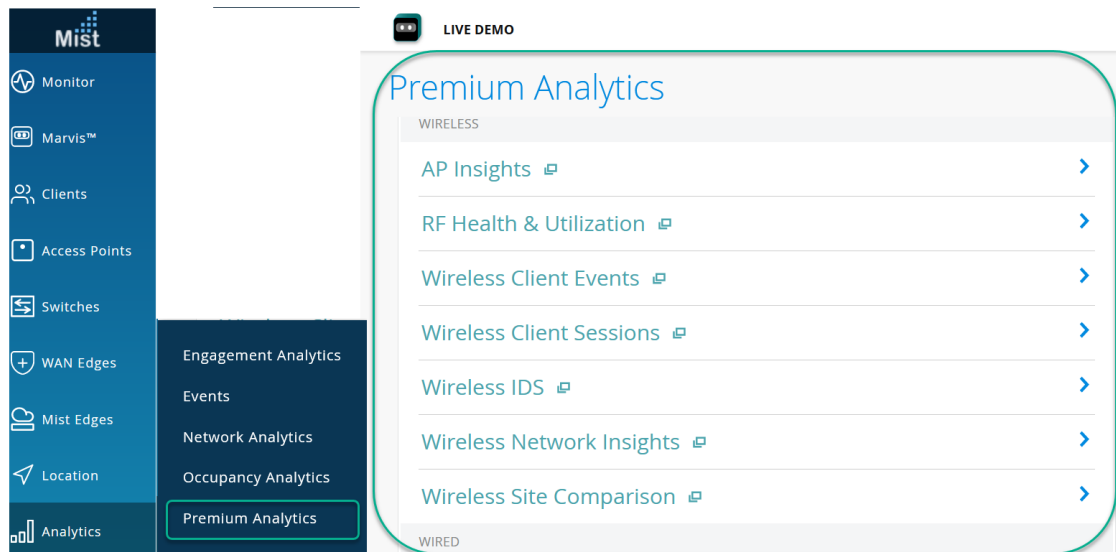 Mist
Monitor
Marvis™
Clients
Access Points
Switches
WAN Edges
Mist Edges
Location
Analytics
Engagement Analytics
Events
Network Analytics
Occupancy Analytics
Premium Analytics
LIVE DEMO
Premium Analytics
WIRELESS
AP Insights
RF Health & Utilization
Wireless Client Events
Wireless Client Sessions
Wireless IDS
Wireless Network Insights
Wireless Site Comparison
WIRED